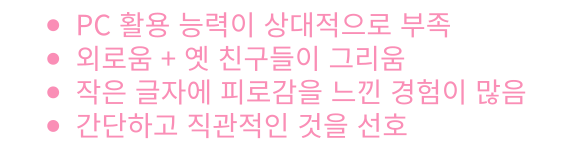 • PC 활용 능력이 상대적으로 부족
• 외로움 + 옛 친구들이 그리움
• 작은 글자에 피로감을 느낀 경험이 많음
• 간단하고 직관적인 것을 선호